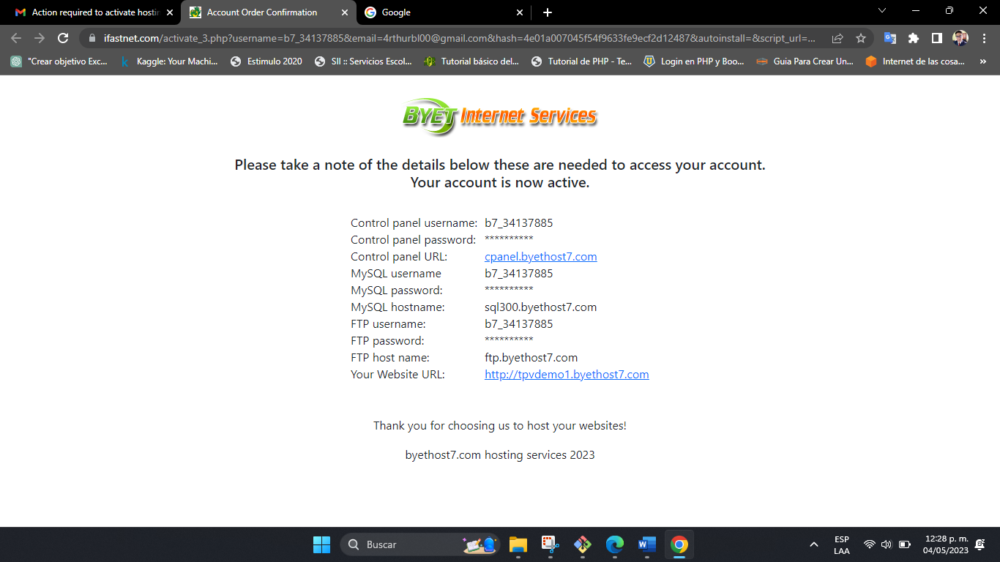 Action required to activate hostin
Account Order Confirmation
Google
ifastnet.com/activate_3.php?username=b7_34137885&email=4rthurbl00@gmail.com&hash=4e01a007045f54f9633fe9ecf2d12487&autoinstall=&script_url=...
"Crear objetivo Exc...
Kaggle: Your Machi...
Estimulo 2020
SII :: Servicios Escol...
Tutorial básico del...
Tutorial de PHP - Te...
Login en PHP y Boo...
Guia Para Crear Un...
Internet de las cosa...
»
BYET Internet Services
Please take a note of the details below these are needed to access your account.
Your account is now active.
Control panel username: b7_34137885
Control panel password: **********
Control panel URL: cpanel.byethost7.com
MySQL username b7_34137885
MySQL password: **********
MySQL hostname: sql300.byethost7.com
FTP username: b7_34137885
FTP password: **********
FTP host name: ftp.byethost7.com
Your Website URL: http://tpvdemo1.byethost7.com
Thank you for choosing us to host your websites!
byethost7.com hosting services 2023
Buscar
ESP
LAA
12:28 p. m.
04/05/2023